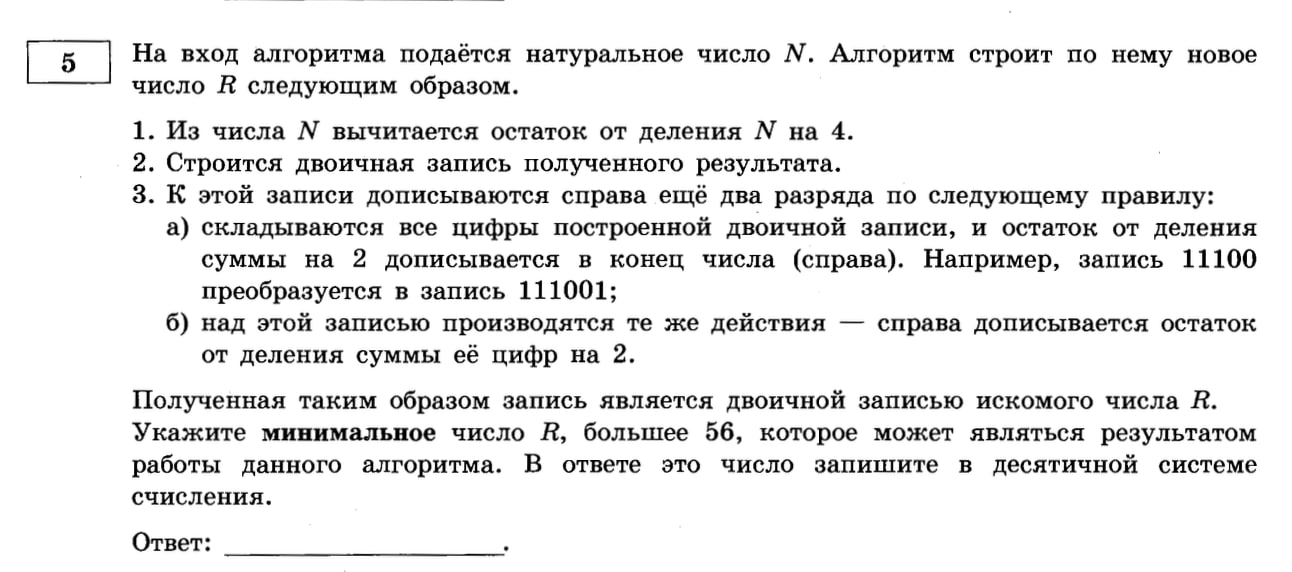 5
На вход алгоритма подаётся натуральное число N. Алгоритм строит по нему новое
число R следующим образом.
1. Из числа N вычитается остаток от деления N на 4.
2. Строится двоичная запись полученного результата.
3. К этой записи дописываются справа ещё два разряда по следующему правилу:
а) складываются все цифры построенной двоичной записи, и остаток от деления
суммы на 2 дописывается в конец числа (справа). Например, запись 11100
преобразуется в запись 111001;
б) над этой записью производятся те же действия — справа дописывается остаток
от деления суммы её цифр на 2.
Полученная таким образом запись является двоичной записью искомого числа R.
Укажите минимальное число R, большее 56, которое может являться результатом
работы данного алгоритма. В ответе это число запишите в десятичной системе
счисления.
Ответ: ____________________.